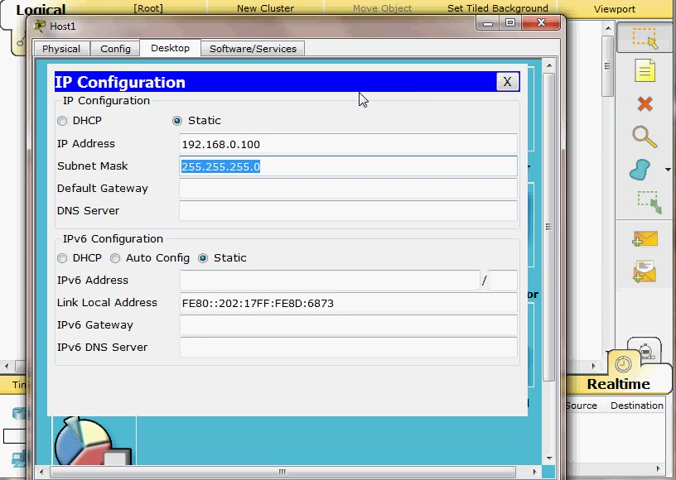 Logical
[Root]
New Cluster
Move Object
Set Tiled Background
Viewport
Host1
Physical
Config
Desktop
Software/Services
IP Configuration
X
IP Configuration
DHCP
Static
IP Address
192.168.0.100
Subnet Mask
255.255.255.0
Default Gateway
DNS Server
IPv6 Configuration
DHCP
Auto Config
Static
IPv6 Address
/
Link Local Address
FE80::202:17FF:FE8D:6873
IPv6 Gateway
IPv6 DNS Server
or
Realtime
Source
Destination